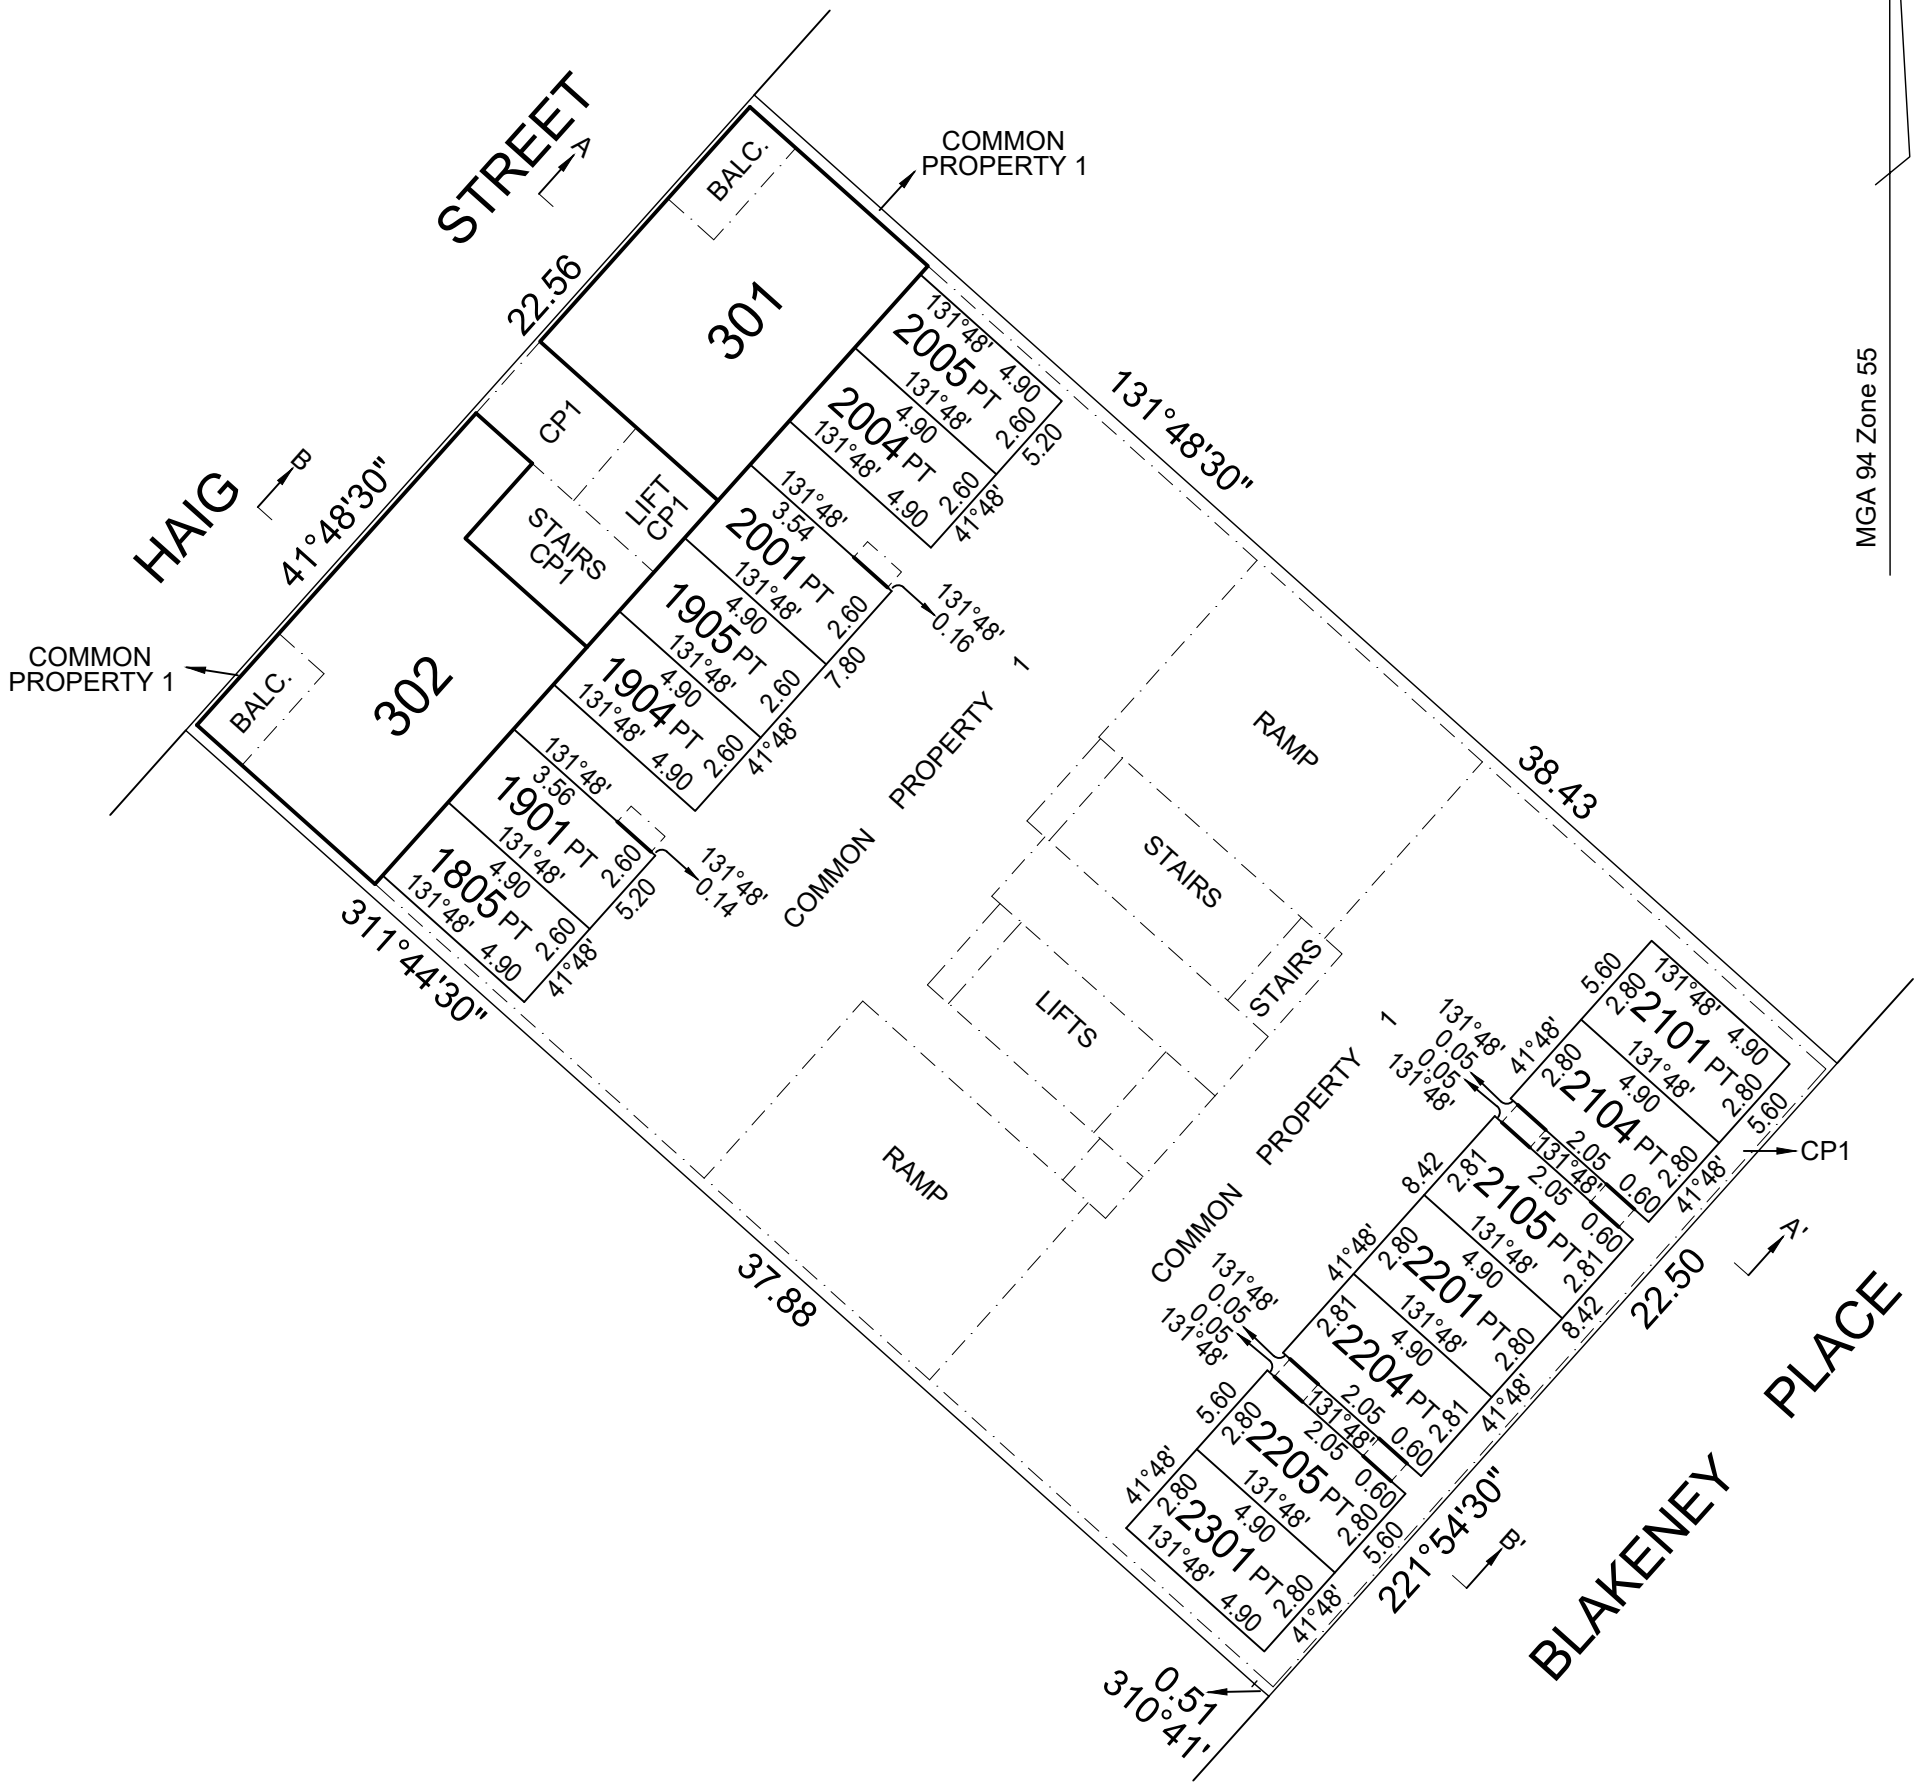 HAIG STREET
A
B
22.56
41°48'30"
COMMON
PROPERTY 1
COMMON
PROPERTY 1
MGA 94 Zone 55
BALC.
301
CP1
LIFT
CP1
STAIRS
CP1
302
BALC.
131°48'
2005 PT
4.90
2.60
5.20
131°48'
4.90
2004 PT
2.60
41°48'
131°48'
4.90
131°48'
3.54
2001 PT
2.60
131°48'
0.16
131°48'
4.90
1905 PT
2.60
7.80
131°48'
4.90
1904 PT
2.60
41°48'
131°48'
4.90
131°48'
3.56
1901 PT
2.60
131°48'
0.14
131°48'
4.90
1805 PT
2.60
5.20
41°48'
131°48'
4.90
131°48'30"
38.43
COMMON PROPERTY 1
RAMP
STAIRS
STAIRS
LIFTS
RAMP
COMMON PROPERTY 1
311°44'30"
37.88
5.60
2.80
131°48'
2101 PT
4.90
2.80
5.60
41°48'
131°48'
4.90
2.80
2104 PT
2.80
41°48'
CP1
131°48'
0.05
0.05
131°48'
2.05
131°48'
0.60
2.05
0.60
8.42
2.81
2105 PT
2.81
131°48'
4.90
41°48'
2.80
2201 PT
2.80
8.42
131°48'
4.90
2.81
2204 PT
2.81
41°48'
131°48'
0.05
0.05
131°48'
2.05
131°48'
0.60
2.05
0.60
5.60
2.80
2205 PT
2.80
5.60
131°48'
4.90
41°48'
2.80
2301 PT
2.80
41°48'
131°48'
4.90
A'
B'
22.50
221°54'30"
BLAKENEY PLACE
0.51
310°41'